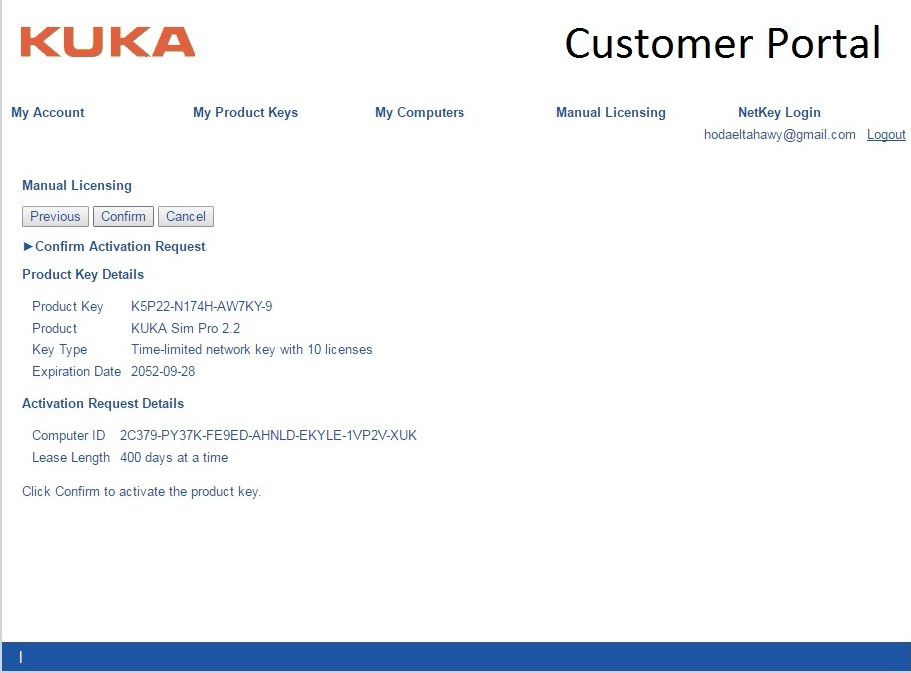 KUKA
Customer Portal
My Account My Product Keys My Computers Manual Licensing NetKey Login
hodaeltahawy@gmail.com Logout
Manual Licensing
Previous Confirm Cancel
►Confirm Activation Request
Product Key Details
Product Key K5P22-N174H-AW7KY-9
Product KUKA Sim Pro 2.2
Key Type Time-limited network key with 10 licenses
Expiration Date 2052-09-28
Activation Request Details
Computer ID 2C379-PY37K-FE9ED-AHNLD-EKYLE-1VP2V-XUK
Lease Length 400 days at a time
Click Confirm to activate the product key.
|